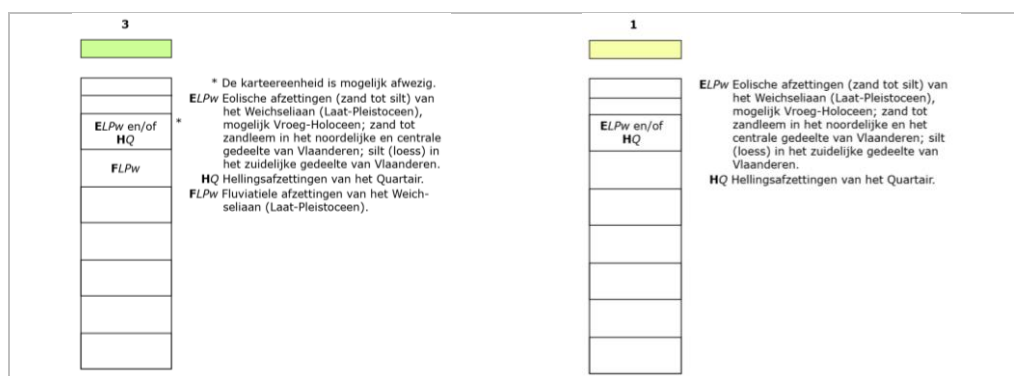 3
* De karteereenheid is mogelijk afwezig.
ELPw Eolische afzettingen (zand tot silt) van
het Weichseliaan (Laat-Pleistoceen),
mogelijk Vroeg-Holoceen; zand tot
zandleem in het noordelijke en centrale
gedeelte van Vlaanderen; silt (loess) in
het zuidelijke gedeelte van Vlaanderen.
HQ Hellingsafzettingen van het Quartair.
FLPw Fluviatiele afzettingen van het Weich-
seliaan (Laat-Pleistoceen).
ELPw en/of
HQ
*
FLPw
1
ELPw Eolische afzettingen (zand tot silt) van
het Weichseliaan (Laat-Pleistoceen),
mogelijk Vroeg-Holoceen; zand tot
zandleem in het noordelijke en het
centrale gedeelte van Vlaanderen; silt
(loess) in het zuidelijke gedeelte van
Vlaanderen.
HQ Hellingsafzettingen van het Quartair.
ELPw en/of
HQ